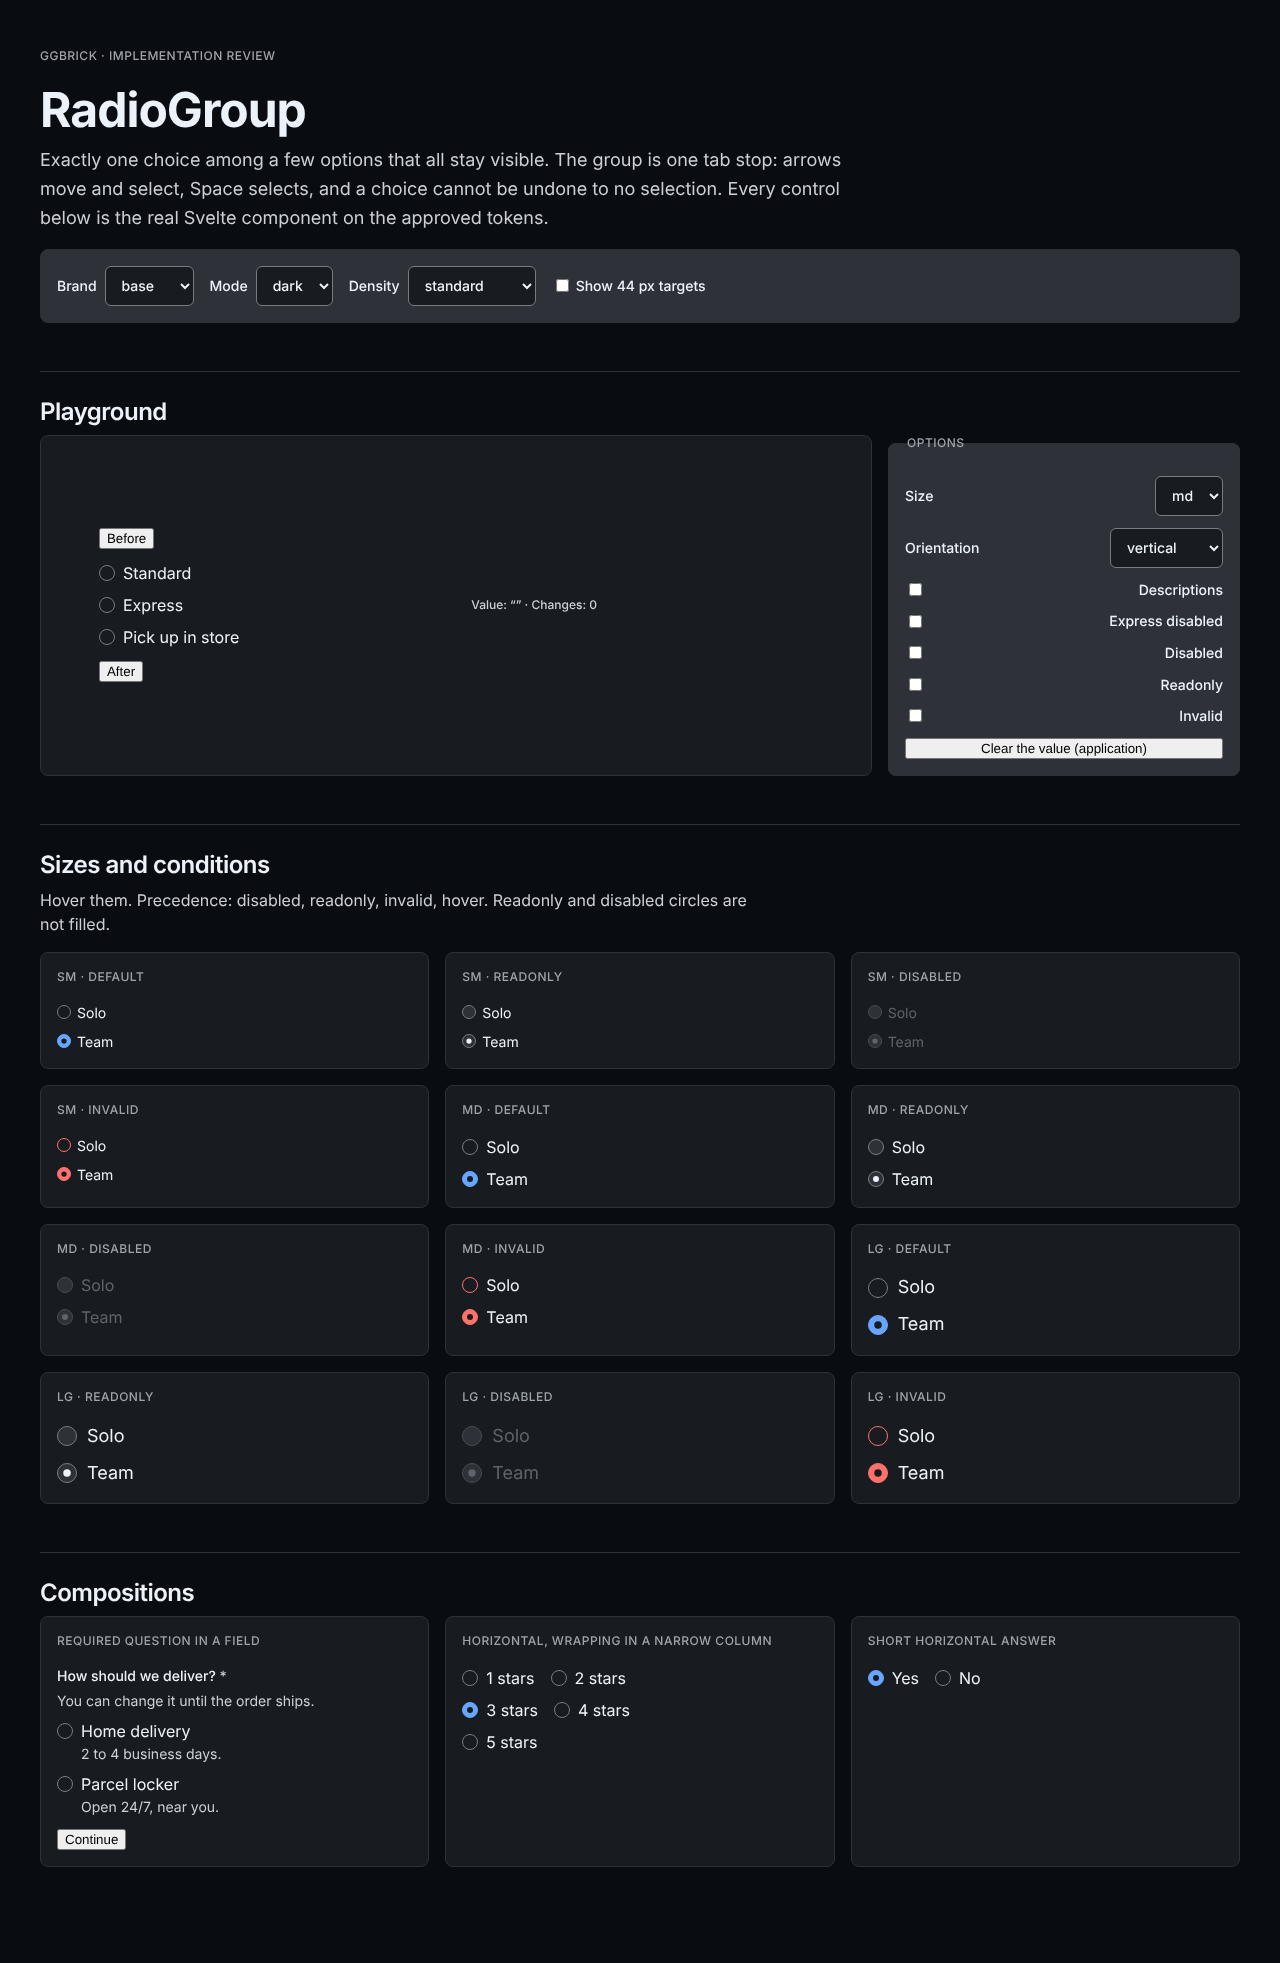 GGBRICK · IMPLEMENTATION REVIEW
RadioGroup
Exactly one choice among a few options that all stay visible. The group is one tab stop: arrows
move and select, Space selects, and a choice cannot be undone to no selection. Every control
below is the real Svelte component on the approved tokens.
Brand base Mode dark Density standard Show 44 px targets
Playground
Before
Standard
Express
Pick up in store
After
Value: “” · Changes: 0
OPTIONS
Size md
Orientation vertical
Descriptions
Express disabled
Disabled
Readonly
Invalid
Clear the value (application)
Sizes and conditions
Hover them. Precedence: disabled, readonly, invalid, hover. Readonly and disabled circles are
not filled.
SM · DEFAULT
Solo
Team
SM · READONLY
Solo
Team
SM · DISABLED
Solo
Team
SM · INVALID
Solo
Team
MD · DEFAULT
Solo
Team
MD · READONLY
Solo
Team
MD · DISABLED
Solo
Team
MD · INVALID
Solo
Team
LG · DEFAULT
Solo
Team
LG · READONLY
Solo
Team
LG · DISABLED
Solo
Team
LG · INVALID
Solo
Team
Compositions
REQUIRED QUESTION IN A FIELD
How should we deliver? *
You can change it until the order ships.
Home delivery
2 to 4 business days.
Parcel locker
Open 24/7, near you.
Continue
HORIZONTAL, WRAPPING IN A NARROW COLUMN
1 stars 2 stars
3 stars 4 stars
5 stars
SHORT HORIZONTAL ANSWER
Yes No